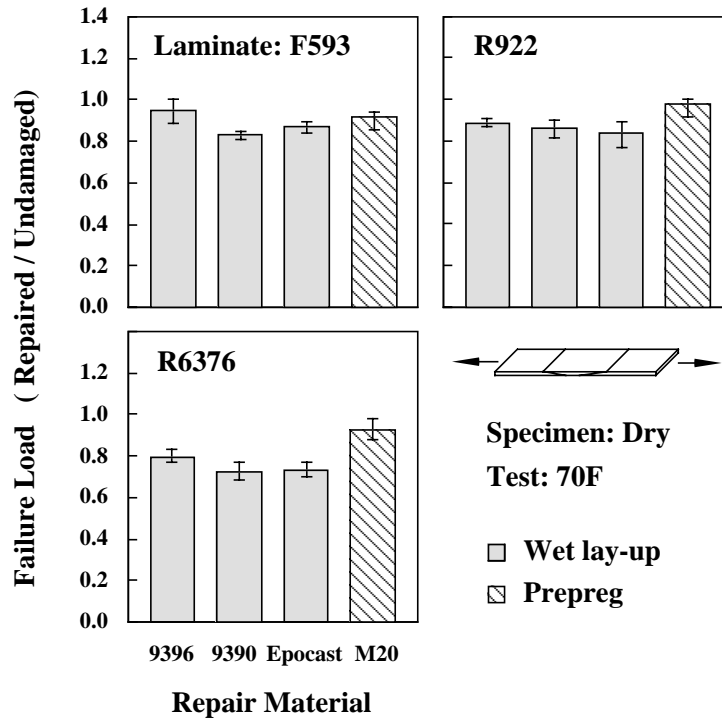 Failure Load ( Repaired / Undamaged)
1.4
1.2
1.0
0.8
0.6
0.4
0.2
0.0
Laminate: F593
R922
1.2
1.0
0.8
0.6
0.4
0.2
0.0
R6376
9396 9390 Epocast M20
Repair Material
Specimen: Dry
Test: 70F
Wet lay-up
Prepreg